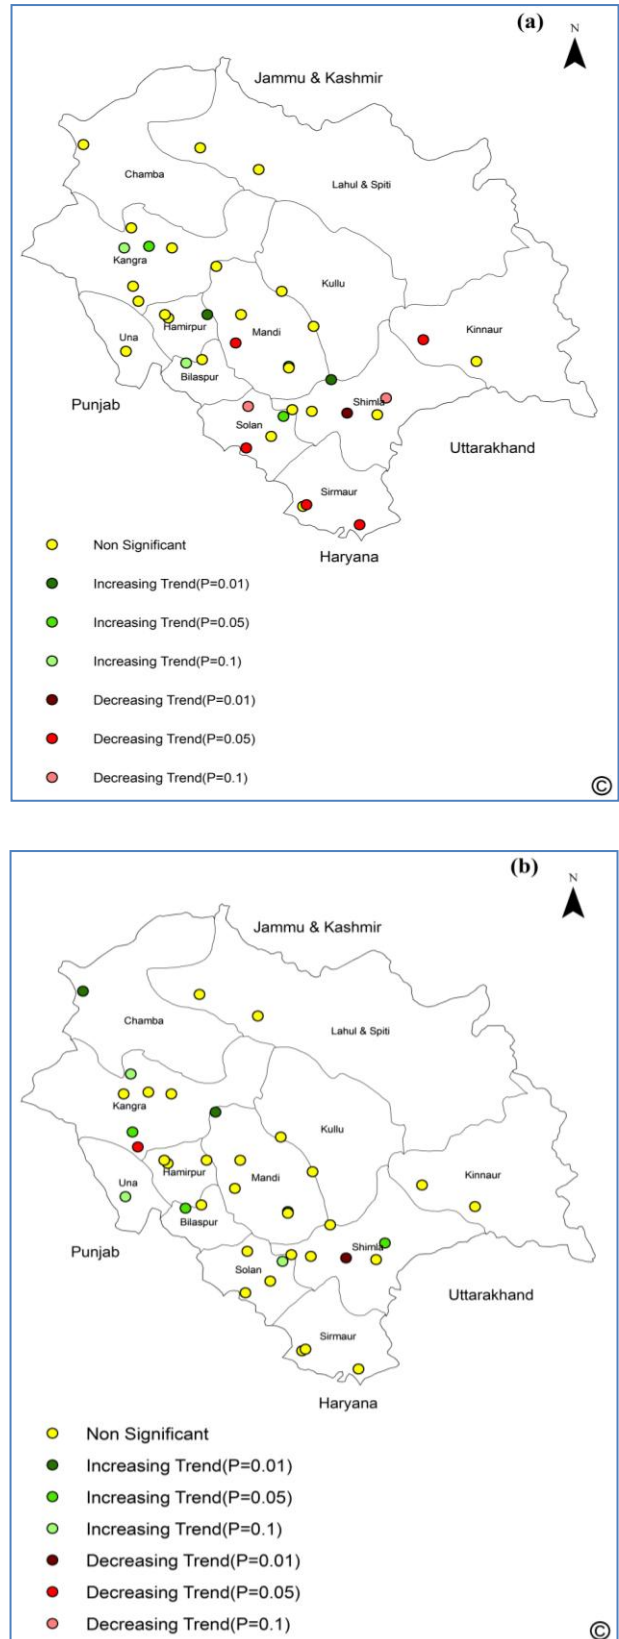 (a)
N
Jammu & Kashmir
Chamba
Lahul & Spiti
Kangra
Kullu
Kinnaur
Hamirpur
Mandi
Una
Bilaspur
Punjab
Shimla
Solan
Uttarakhand
Sirmaur
Haryana
Non Significant
Increasing Trend(P=0.01)
Increasing Trend(P=0.05)
Increasing Trend(P=0.1)
Decreasing Trend(P=0.01)
Decreasing Trend(P=0.05)
Decreasing Trend(P=0.1)
©
(b)
N
Jammu & Kashmir
Chamba
Lahul & Spiti
Kangra
Kullu
Kinnaur
Hamirpur
Mandi
Una
Bilaspur
Punjab
Shimla
Solan
Uttarakhand
Sirmaur
Haryana
Non Significant
Increasing Trend(P=0.01)
Increasing Trend(P=0.05)
Increasing Trend(P=0.1)
Decreasing Trend(P=0.01)
Decreasing Trend(P=0.05)
Decreasing Trend(P=0.1)
©